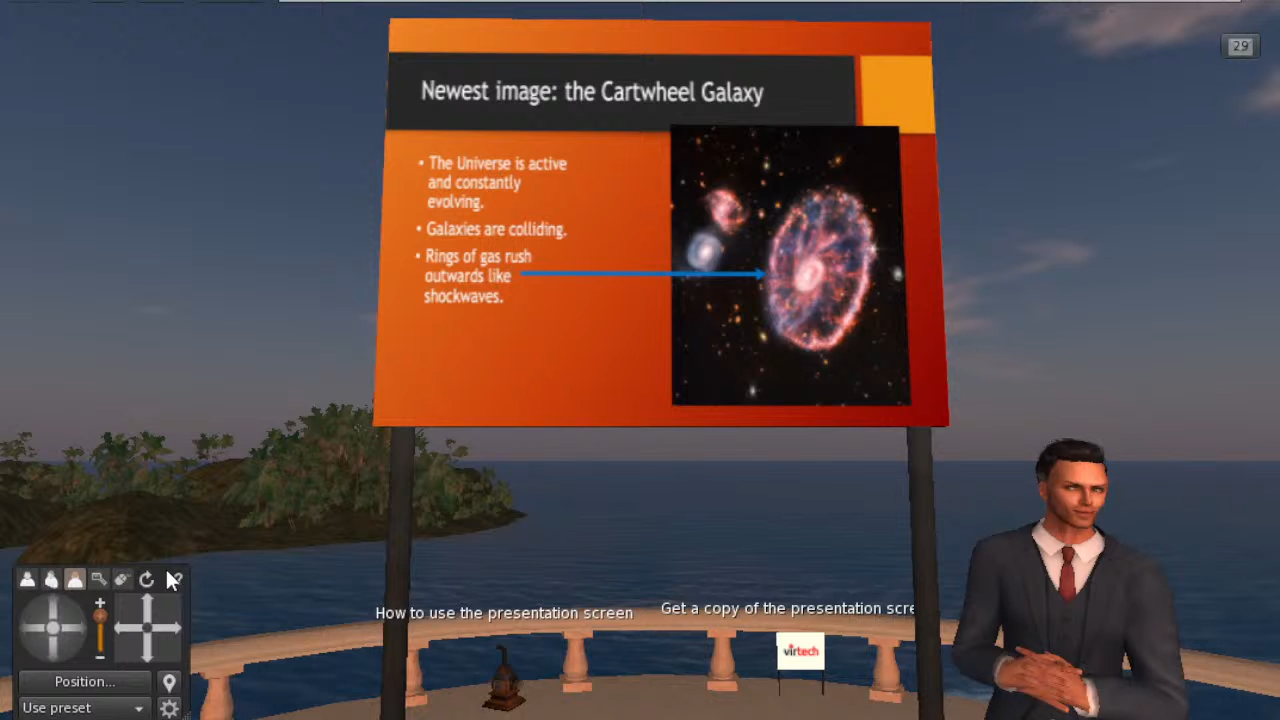 29
Newest image: the Cartwheel Galaxy
• The Universe is active
and constantly
evolving.
• Galaxies are colliding.
• Rings of gas rush
outwards like
shockwaves.
How to use the presentation screen
Get a copy of the presentation scre
virtech
Position...
Use preset